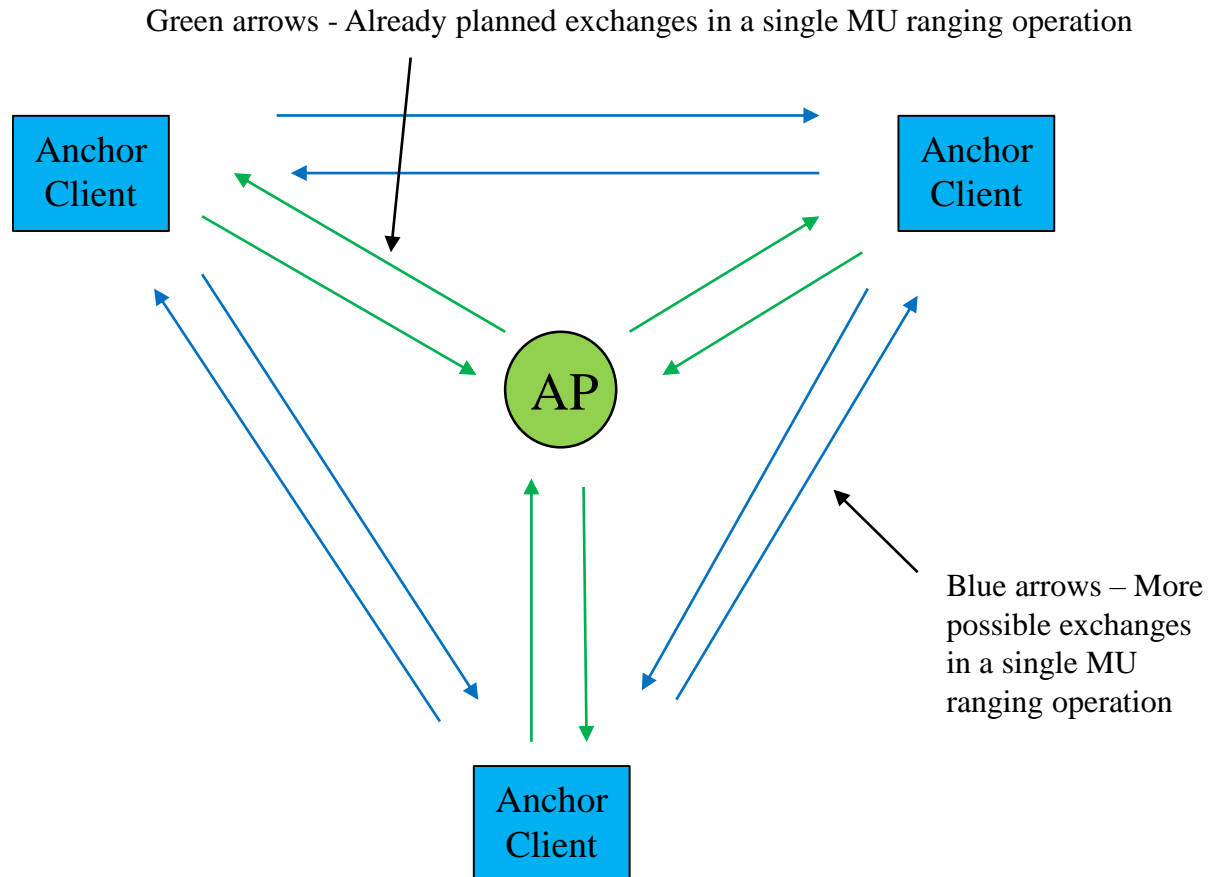 Green arrows - Already planned exchanges in a single MU ranging operation
Anchor
Client
Anchor
Client
AP
Blue arrows – More
possible exchanges
in a single MU
ranging operation
Anchor
Client